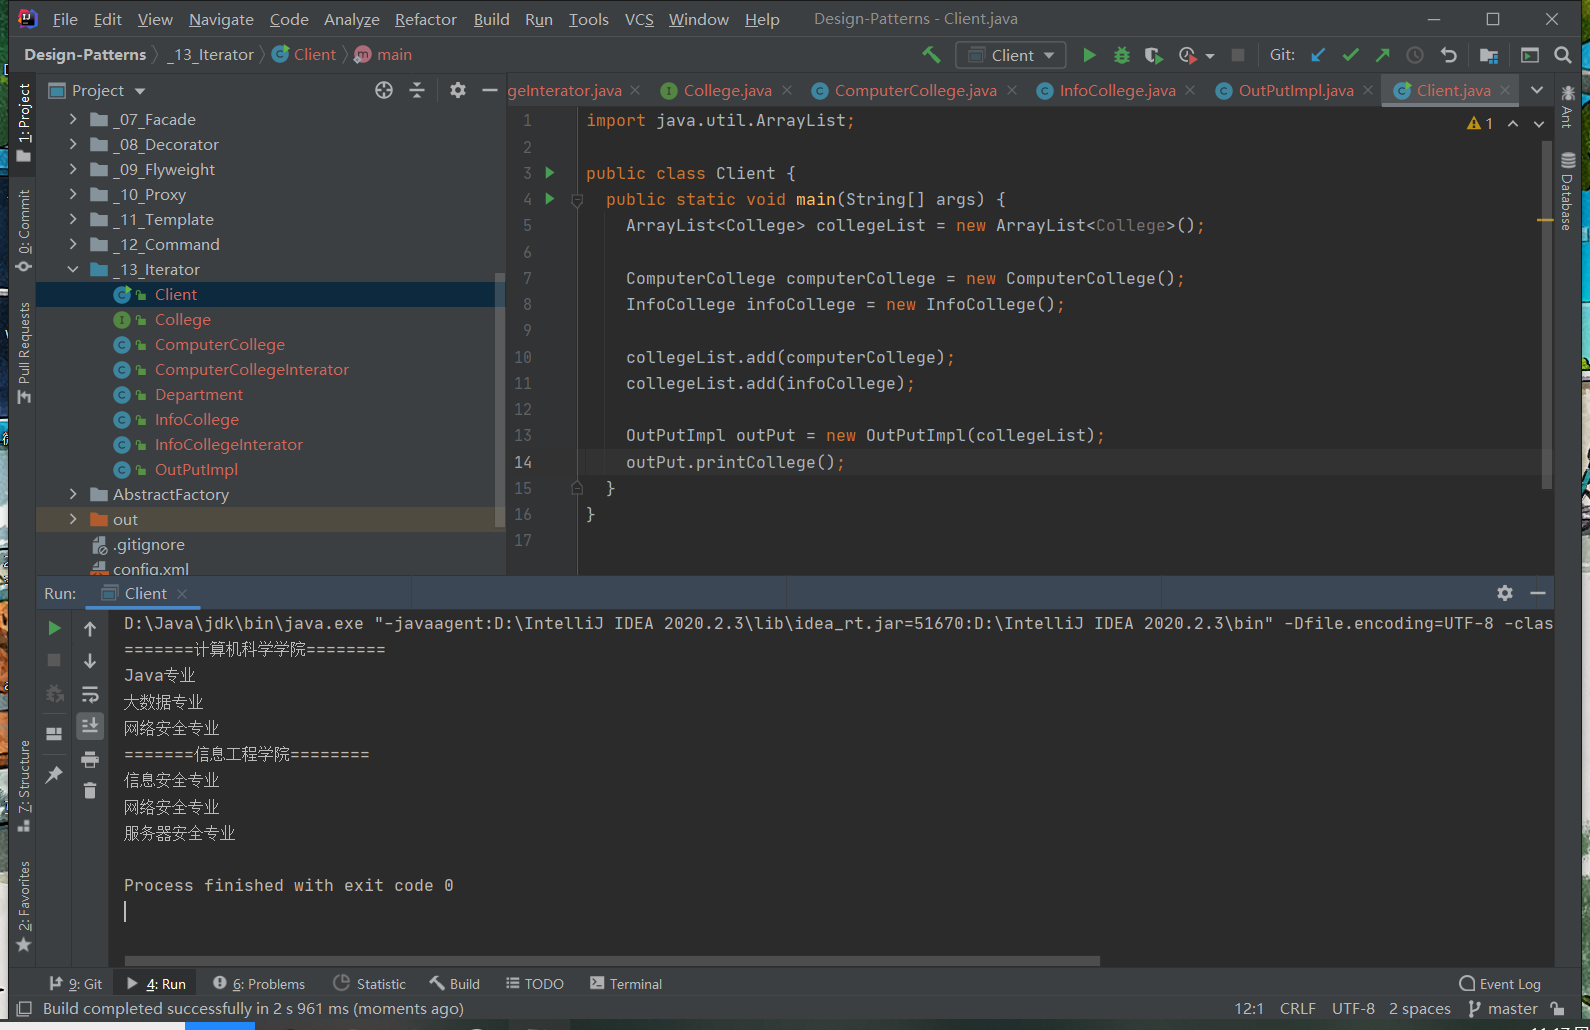 File Edit View Navigate Code Analyze Refactor Build Run Tools VCS Window Help Design-Patterns - Client.java
Design-Patterns _13_Iterator Client main
Client Git:
1: Project
0: Commit
Pull Requests
7: Structure
2: Favorites
Project
_07_Facade
_08_Decorator
_09_Flyweight
_10_Proxy
_11_Template
_12_Command
_13_Iterator
Client
College
ComputerCollege
ComputerCollegeInterator
Department
InfoCollege
InfoCollegeInterator
OutPutImpl
AbstractFactory
out
.gitignore
config.xml
geInterator.java College.java ComputerCollege.java InfoCollege.java OutPutImpl.java Client.java
1
Ant
Database
1 import java.util.ArrayList;
2
3 public class Client {
4 public static void main(String[] args) {
5 ArrayList<College> collegeList = new ArrayList<College>();
6
7 ComputerCollege computerCollege = new ComputerCollege();
8 InfoCollege infoCollege = new InfoCollege();
9
10 collegeList.add(computerCollege);
11 collegeList.add(infoCollege);
12
13 OutPutImpl outPut = new OutPutImpl(collegeList);
14 outPut.printCollege();
15 }
16 }
17
Run: Client
D:\Java\jdk\bin\java.exe "-javaagent:D:\IntelliJ IDEA 2020.2.3\lib\idea_rt.jar=51670:D:\IntelliJ IDEA 2020.2.3\bin" -Dfile.encoding=UTF-8 -clas
=======计算机科学学院========
Java专业
大数据专业
网络安全专业
=======信息工程学院========
信息安全专业
网络安全专业
服务器安全专业
Process finished with exit code 0
9: Git 4: Run 6: Problems Statistic Build TODO Terminal Event Log
Build completed successfully in 2 s 961 ms (moments ago) 12:1 CRLF UTF-8 2 spaces master